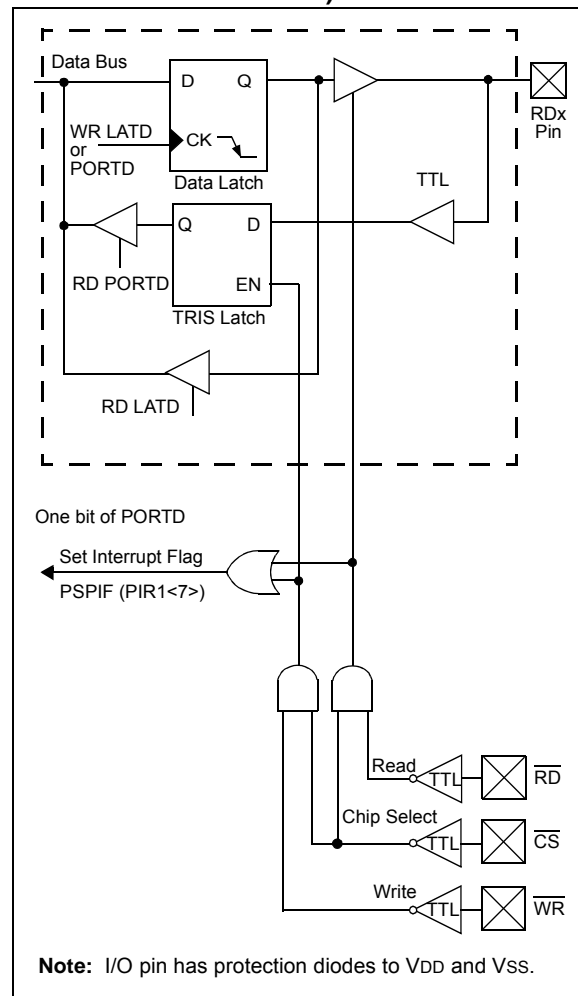 Data Bus
D Q
RDx
Pin
WR LATD
or
PORTD
CK
Data Latch
TTL
Q D
RD PORTD
EN
TRIS Latch
RD LATD
One bit of PORTD
Set Interrupt Flag
PSPIF (PIR1<7>)
Read
TTL
RD
Chip Select
TTL
CS
Write
TTL
WR
Note: I/O pin has protection diodes to VDD and VSS.